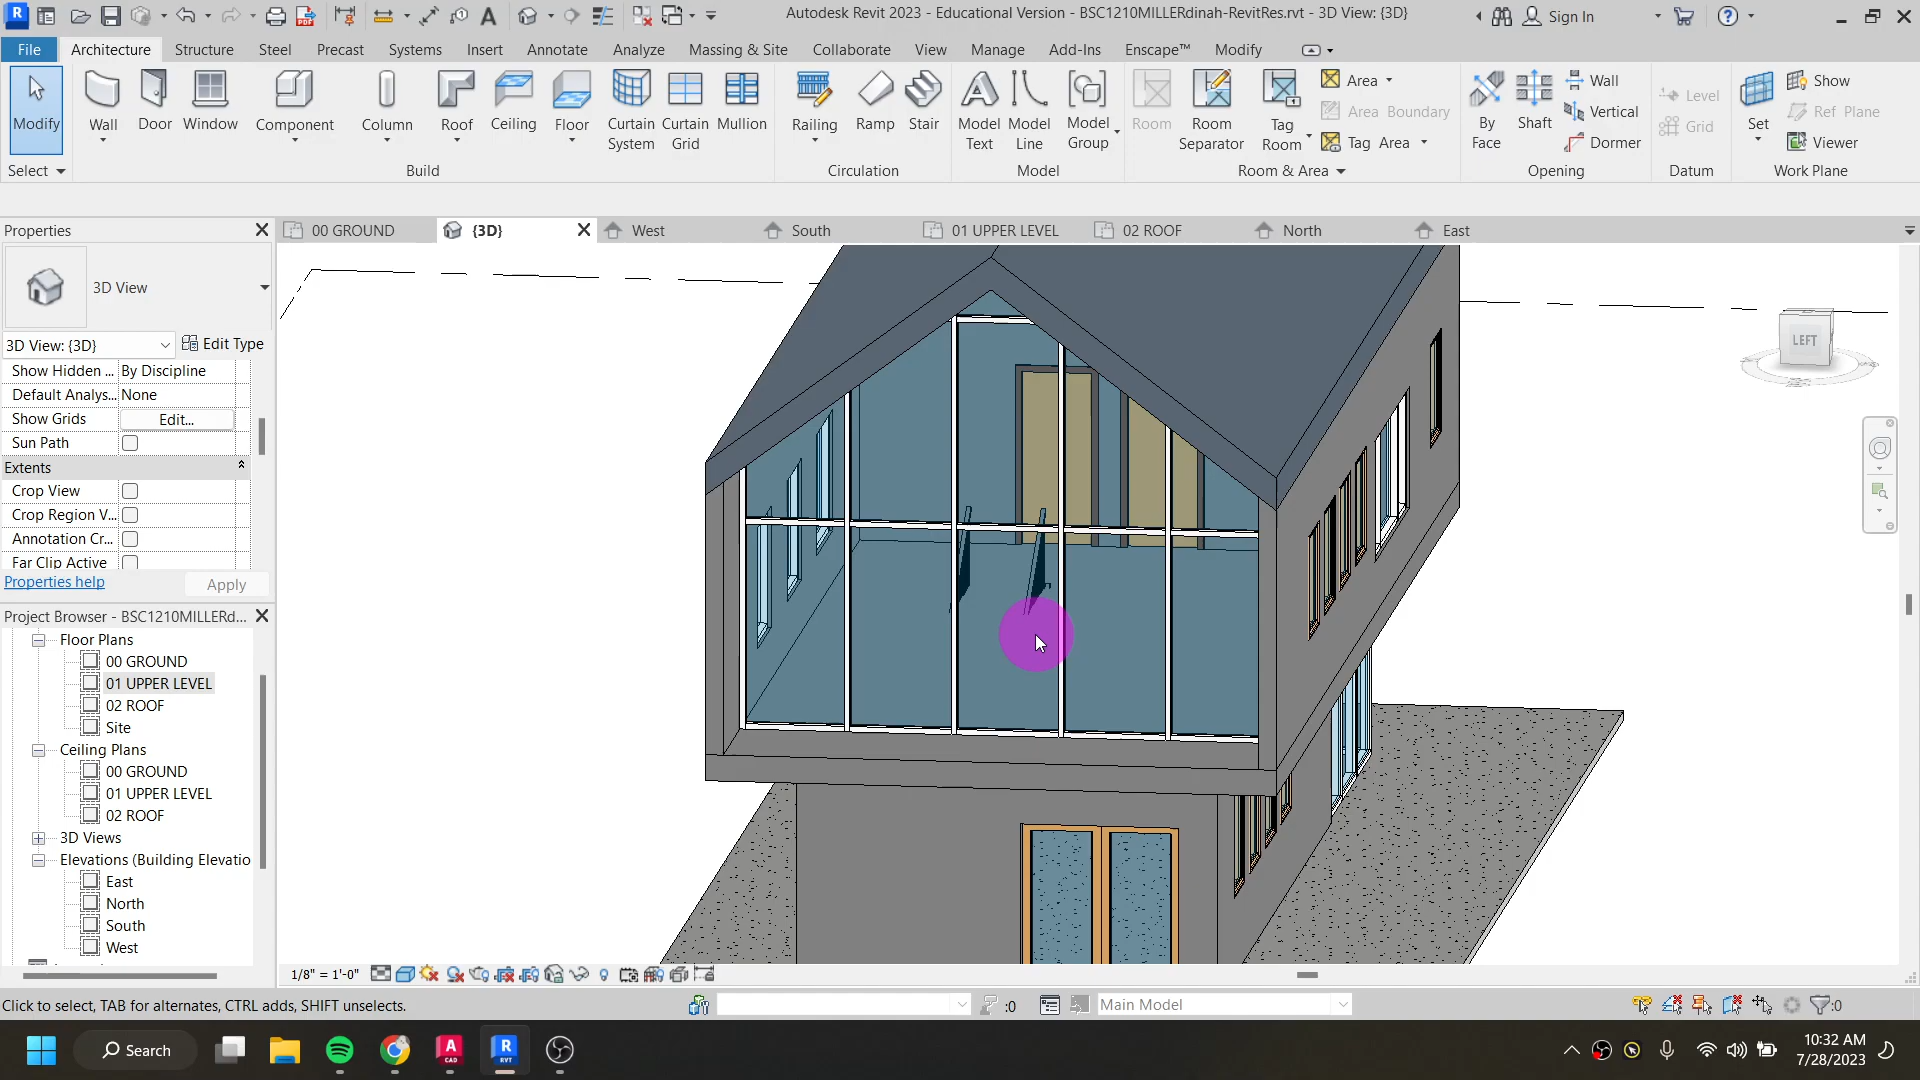 Autodesk Revit 2023 - Educational Version - BSC1210MILLERdinah-RevitRes.rvt - 3D View: {3D}
Sign In
File Architecture Structure Steel Precast Systems Insert Annotate Analyze Massing & Site Collaborate View Manage Add-Ins Enscape™ Modify
Modify
Wall
Door
Window
Component
Column
Roof
Ceiling
Floor
Curtain System
Curtain Grid
Mullion
Railing
Ramp
Stair
Model Text
Model Line
Model Group
Room
Room Separator
Tag Room
Area
Area Boundary
Tag Area
By Face
Shaft
Wall
Vertical
Dormer
Level
Grid
Set
Show
Ref Plane
Viewer
Select Build Circulation Model Room & Area Opening Datum Work Plane
Properties
00 GROUND {3D} West South 01 UPPER LEVEL 02 ROOF North East
3D View
3D View: {3D} Edit Type
Show Hidden ... By Discipline
Default Analys... None
Show Grids Edit...
Sun Path
Extents
Crop View
Crop Region V...
Annotation Cr...
Far Clip Active
Properties help Apply
Project Browser - BSC1210MILLERd...
Floor Plans
00 GROUND
01 UPPER LEVEL
02 ROOF
Site
Ceiling Plans
00 GROUND
01 UPPER LEVEL
02 ROOF
3D Views
Elevations (Building Elevatio
East
North
South
West
LEFT
1/8" = 1'-0"
Click to select, TAB for alternates, CTRL adds, SHIFT unselects.
:0
Main Model
:0
Search
10:32 AM
7/28/2023